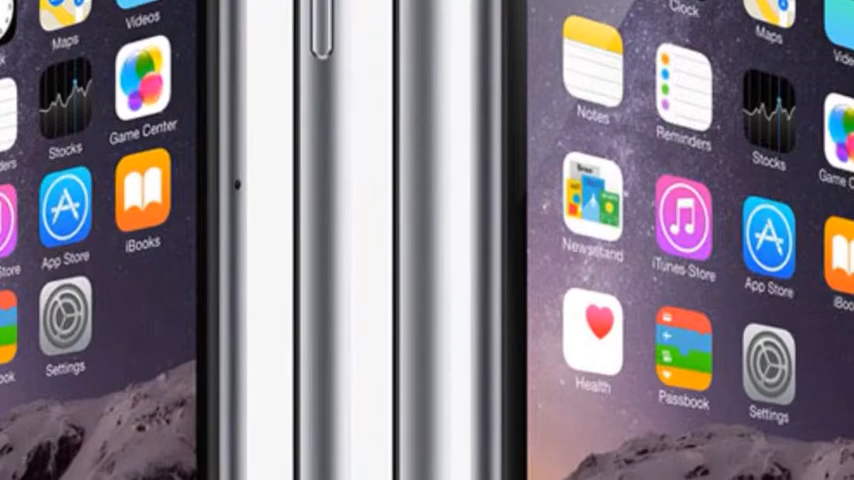 Maps
Videos
Stocks
Game Center
App Store
iBooks
Settings
Clock
Maps
Notes
Reminders
Stocks
Newsstand
iTunes Store
App Store
Health
Passbook
Settings